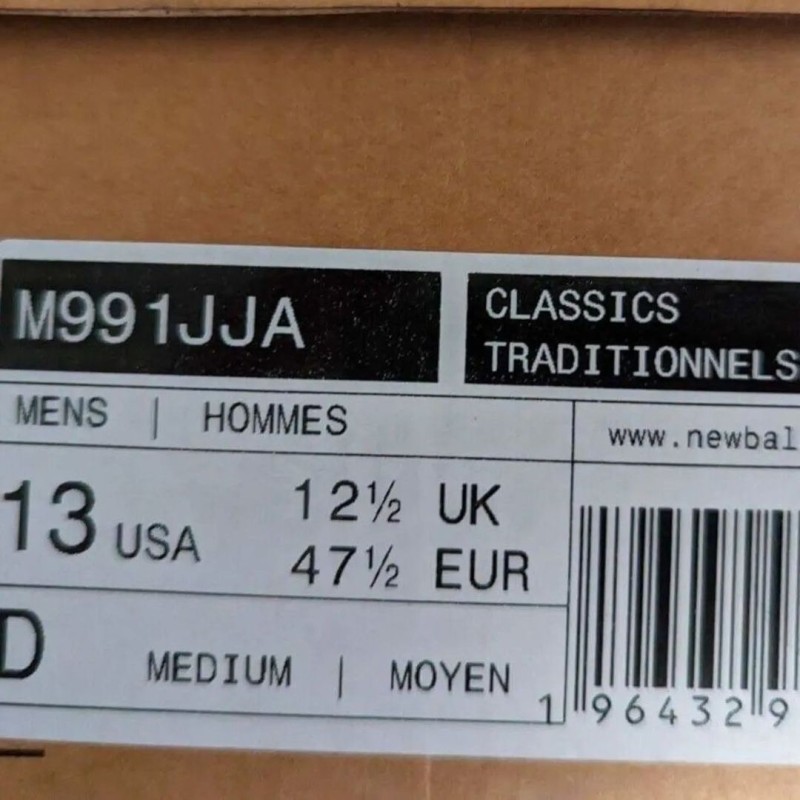 M991JJA
CLASSICS
TRADITIONNELS
MENS | HOMMES
www.newbal
13 USA
12½ UK
47½ EUR
D
MEDIUM | MOYEN
1 96432 9